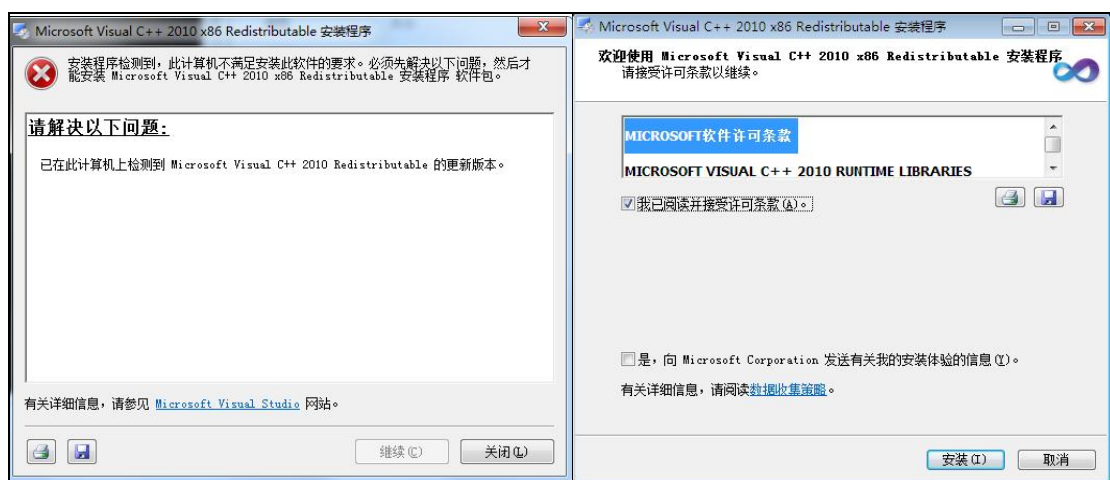 Microsoft Visual C++ 2010 x86 Redistributable 安装程序
安装程序检测到，此计算机不满足安装此软件的要求。必须先解决以下问题，然后才
能安装 Microsoft Visual C++ 2010 x86 Redistributable 安装程序 软件包。
请解决以下问题:
已在此计算机上检测到 Microsoft Visual C++ 2010 Redistributable 的更新版本。
有关详细信息，请参见 Microsoft Visual Studio 网站。
继续(C)
关闭(L)
Microsoft Visual C++ 2010 x86 Redistributable 安装程序
欢迎使用 Microsoft Visual C++ 2010 x86 Redistributable 安装程序
请接受许可条款以继续。
MICROSOFT软件许可条款
MICROSOFT VISUAL C++ 2010 RUNTIME LIBRARIES
我已阅读并接受许可条款(A)。
是，向 Microsoft Corporation 发送有关我的安装体验的信息(Y)。
有关详细信息，请阅读数据收集策略。
安装(I)
取消